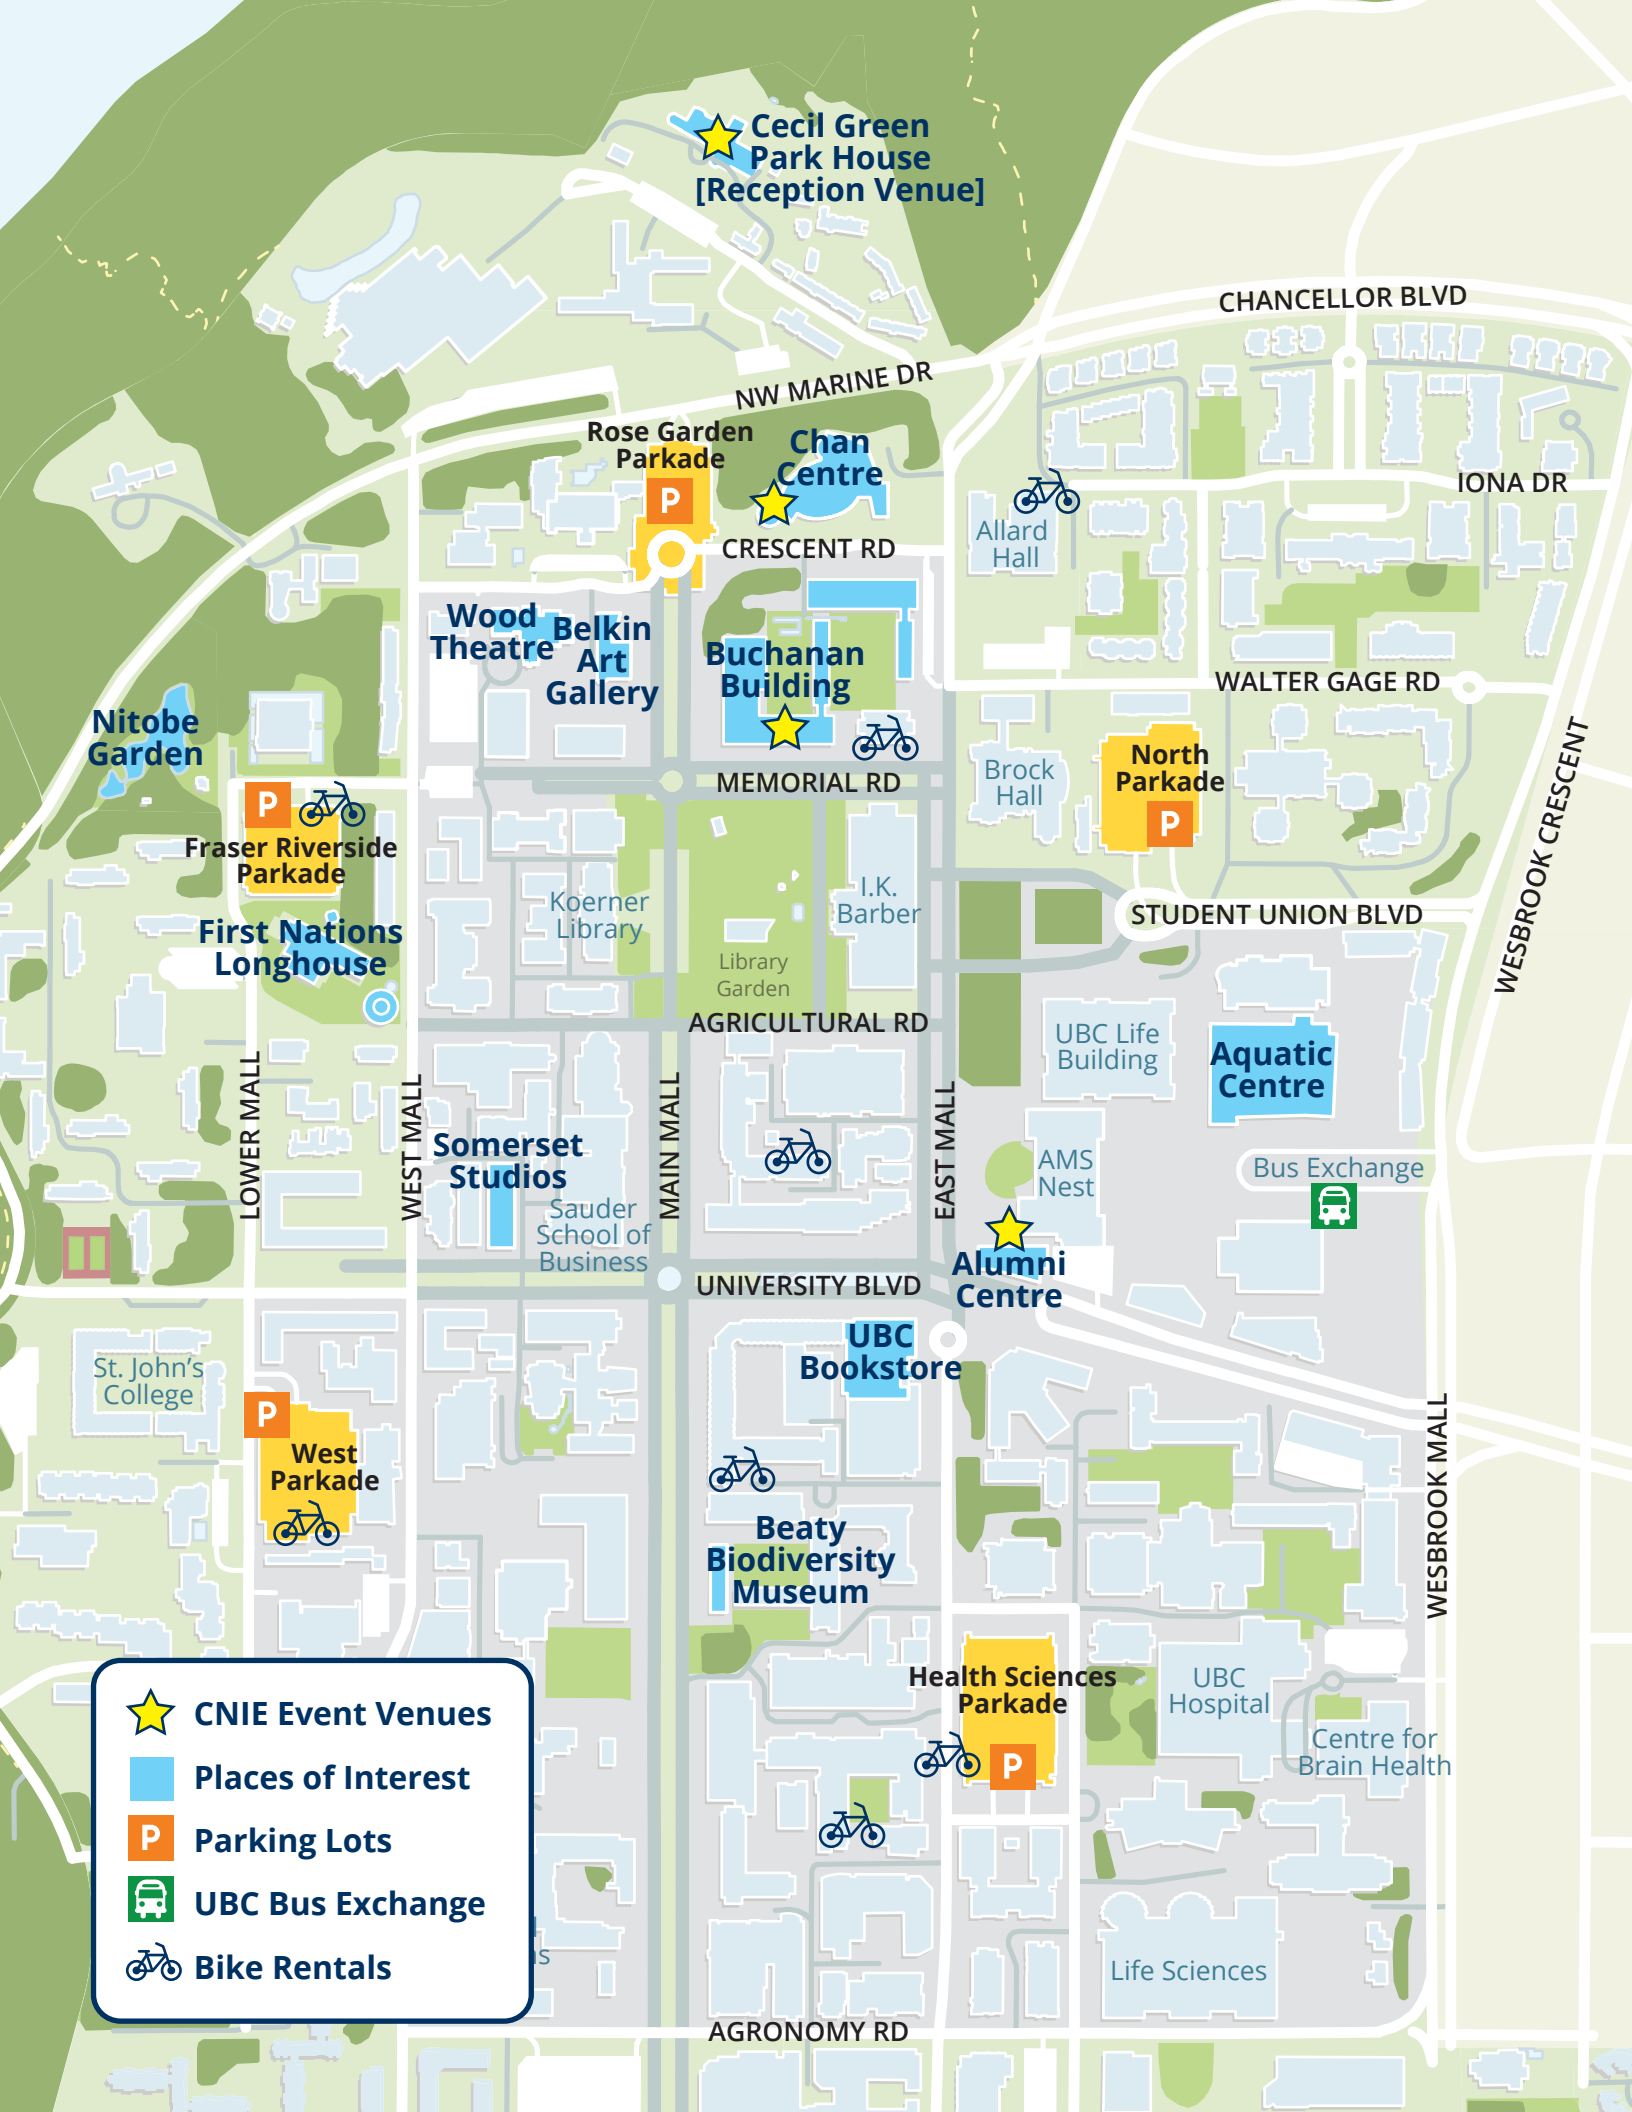 Cecil Green
Park House
[Reception Venue]
CHANCELLOR BLVD
NW MARINE DR
Rose Garden
Parkade
P
Chan
Centre
IONA DR
Allard
Hall
CRESCENT RD
Wood
Theatre
Belkin
Art
Gallery
Buchanan
Building
WALTER GAGE RD
Nitobe
Garden
North
Parkade
P
Brock
Hall
MEMORIAL RD
WESBROOK CRESCENT
P
Fraser Riverside
Parkade
Koerner
Library
I.K.
Barber
STUDENT UNION BLVD
First Nations
Longhouse
Library
Garden
AGRICULTURAL RD
UBC Life
Building
Aquatic
Centre
LOWER MALL
WEST MALL
MAIN MALL
EAST MALL
Somerset
Studios
AMS
Nest
Bus Exchange
Sauder
School of
Business
Alumni
Centre
UNIVERSITY BLVD
UBC
Bookstore
St. John's
College
P
West
Parkade
WESBROOK MALL
Beaty
Biodiversity
Museum
Health Sciences
Parkade
P
UBC
Hospital
Centre for
Brain Health
CNIE Event Venues
Places of Interest
P
Parking Lots
UBC Bus Exchange
Bike Rentals
Life Sciences
AGRONOMY RD